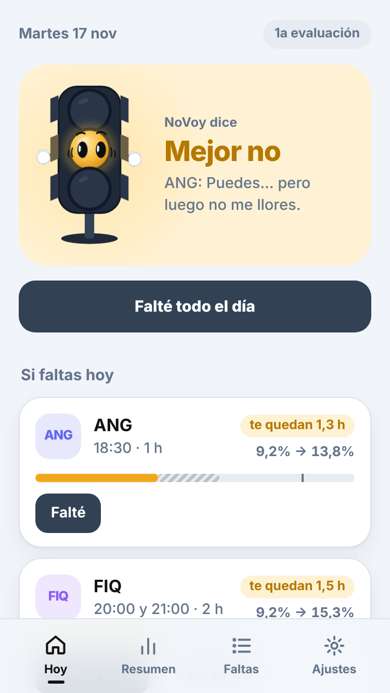 Martes 17 nov
1a evaluación
NoVoy dice
Mejor no
ANG: Puedes... pero
luego no me llores.
Falté todo el día
Si faltas hoy
ANG
ANG
18:30 · 1 h
te quedan 1,3 h
9,2% → 13,8%
Falté
FIQ
FIQ
20:00 y 21:00 · 2 h
te quedan 1,5 h
9,2% → 15,3%
Hoy
Resumen
Faltas
Ajustes